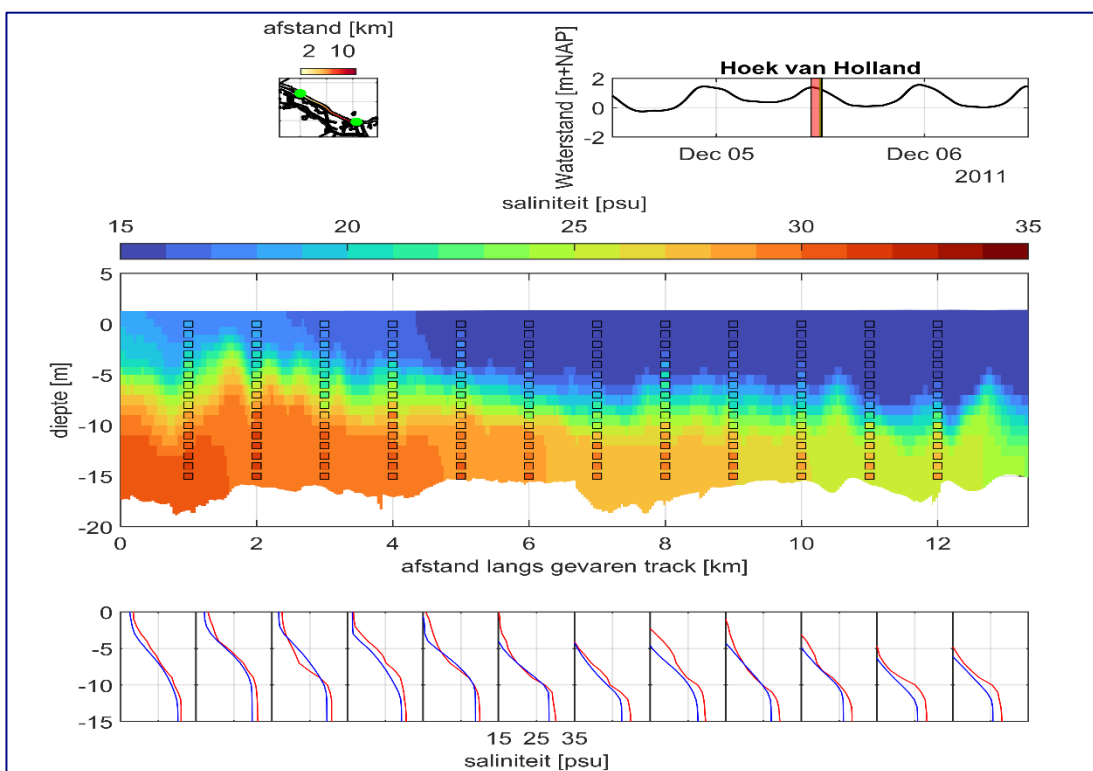 afstand [km]
2 10
Waterstand [m+NAP]
Hoek van Holland
2
0
-2
Dec 05 Dec 06
2011
saliniteit [psu]
15 20 25 30 35
diepte [m]
5
0
-5
-10
-15
-20
0 2 4 6 8 10 12
afstand langs gevaren track [km]
0
-5
-10
-15
15 25 35
saliniteit [psu]